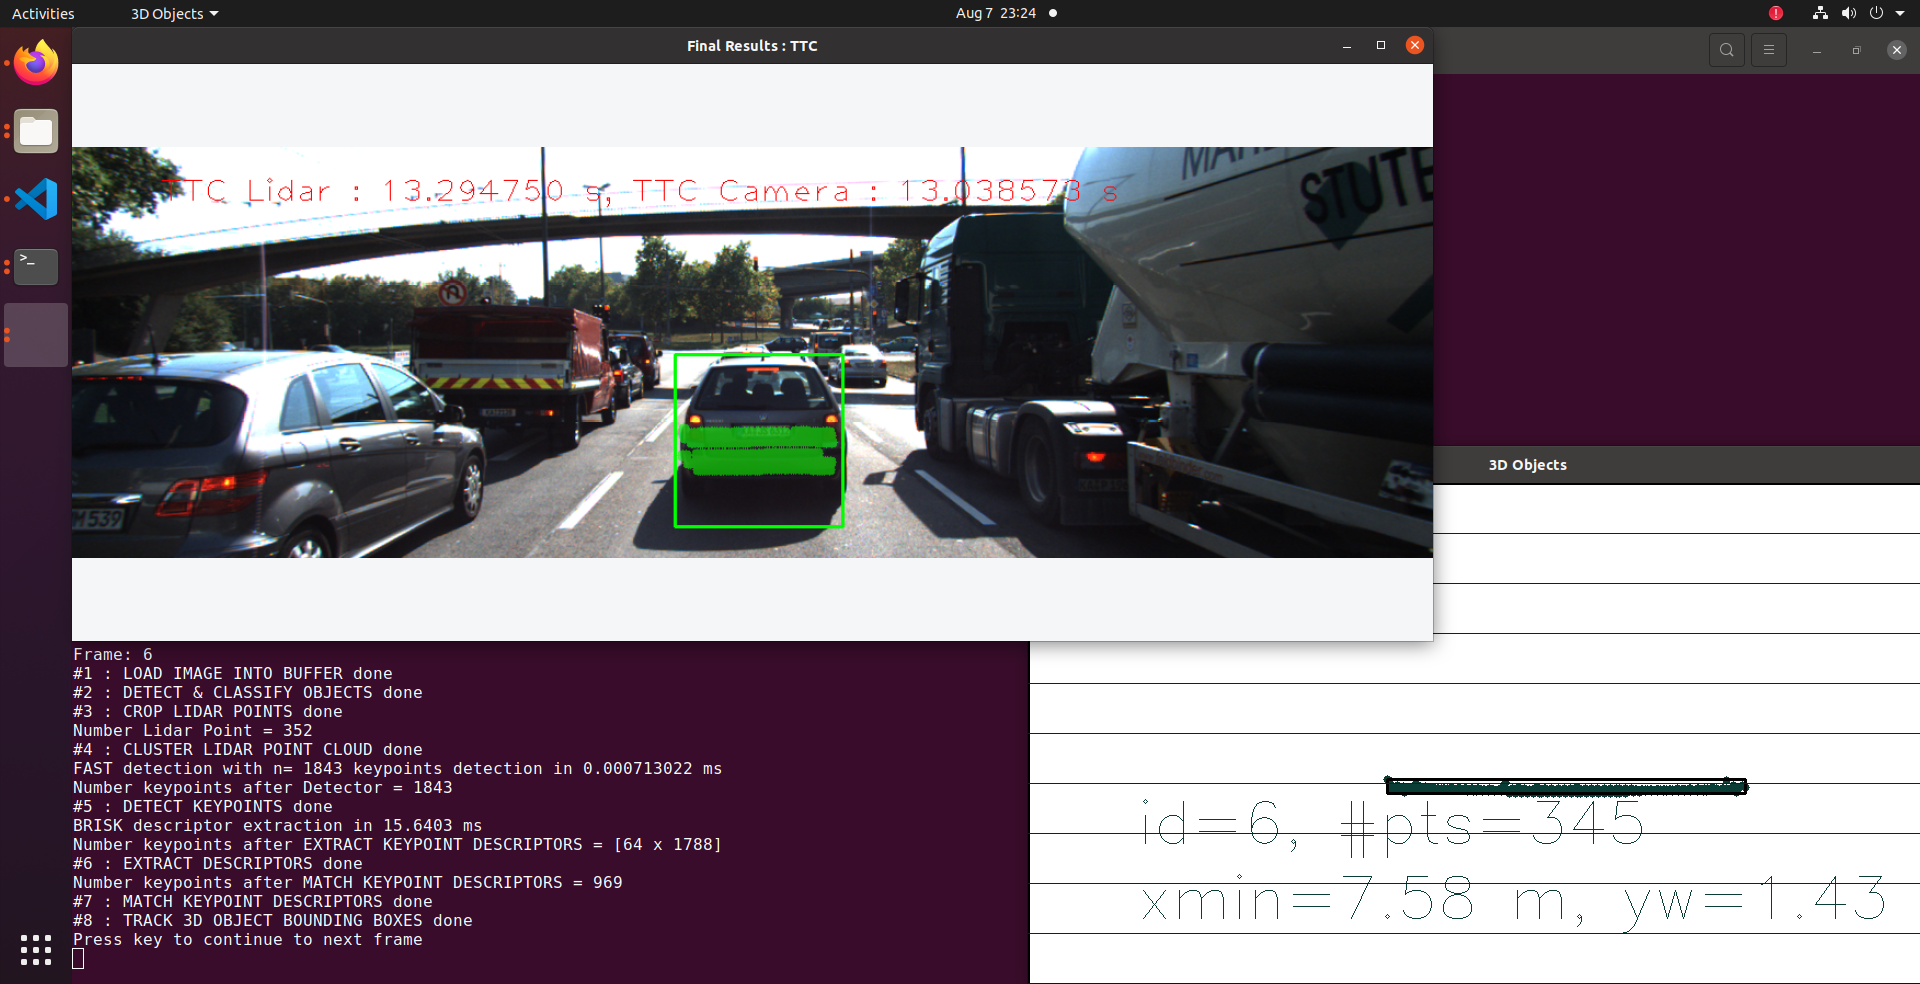 Activities
3D Objects
Aug 7 23:24
Final Results : TTC
TTC Lidar : 13.294750 s, TTC Camera : 13.038573 s
STUTE
M539
3D Objects
Frame: 6
#1 : LOAD IMAGE INTO BUFFER done
#2 : DETECT & CLASSIFY OBJECTS done
#3 : CROP LIDAR POINTS done
Number Lidar Point = 352
#4 : CLUSTER LIDAR POINT CLOUD done
FAST detection with n= 1843 keypoints detection in 0.000713022 ms
Number keypoints after Detector = 1843
#5 : DETECT KEYPOINTS done
BRISK descriptor extraction in 15.6403 ms
Number keypoints after EXTRACT KEYPOINT DESCRIPTORS = [64 x 1788]
#6 : EXTRACT DESCRIPTORS done
Number keypoints after MATCH KEYPOINT DESCRIPTORS = 969
#7 : MATCH KEYPOINT DESCRIPTORS done
#8 : TRACK 3D OBJECT BOUNDING BOXES done
Press key to continue to next frame
id=6, #pts=345
xmin=7.58 m, yw=1.43